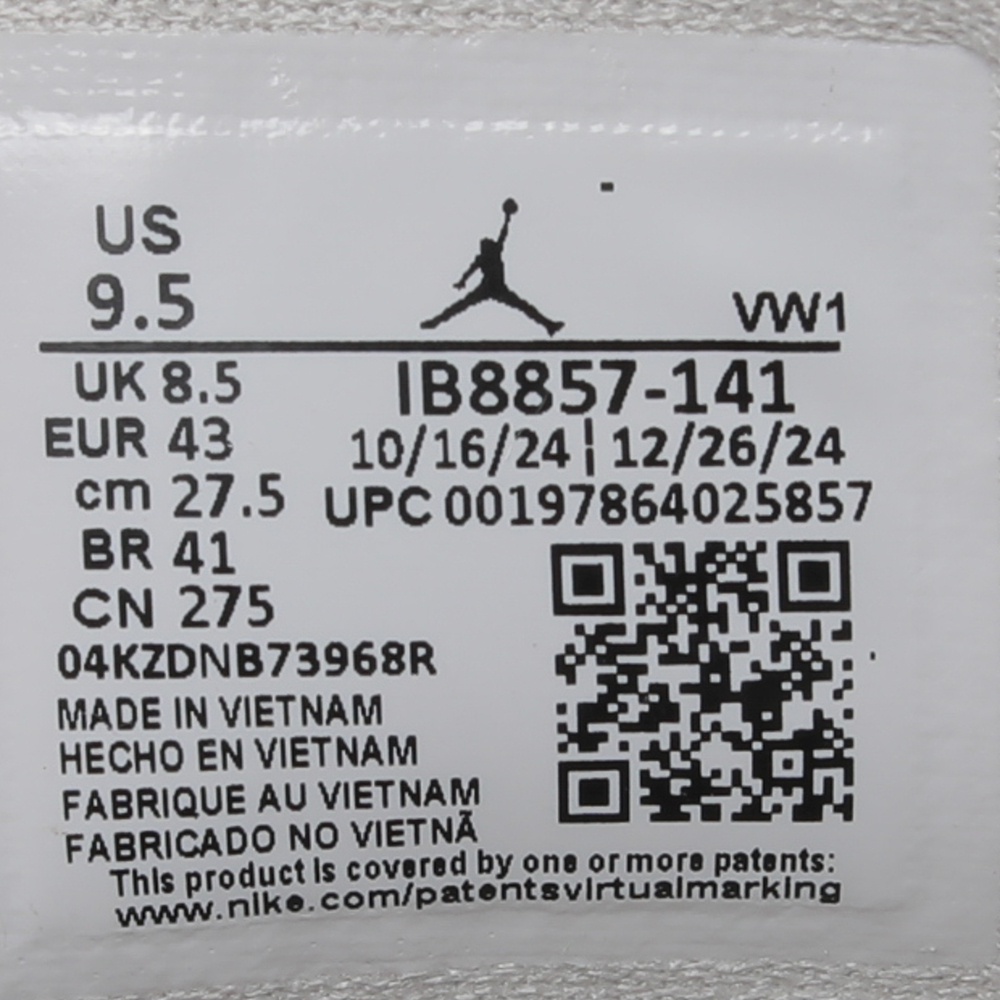 US
9.5
VW1
UK 8.5
IB8857-141
EUR 43
10/16/24 ¦ 12/26/24
cm 27.5
UPC 00197864025857
BR 41
CN 275
04KZDNB73968R
MADE IN VIETNAM
HECHO EN VIETNAM
FABRIQUE AU VIETNAM
FABRICADO NO VIETNÃ
This product is covered by one or more patents:
www.nike.com/patentsvirtualmarking